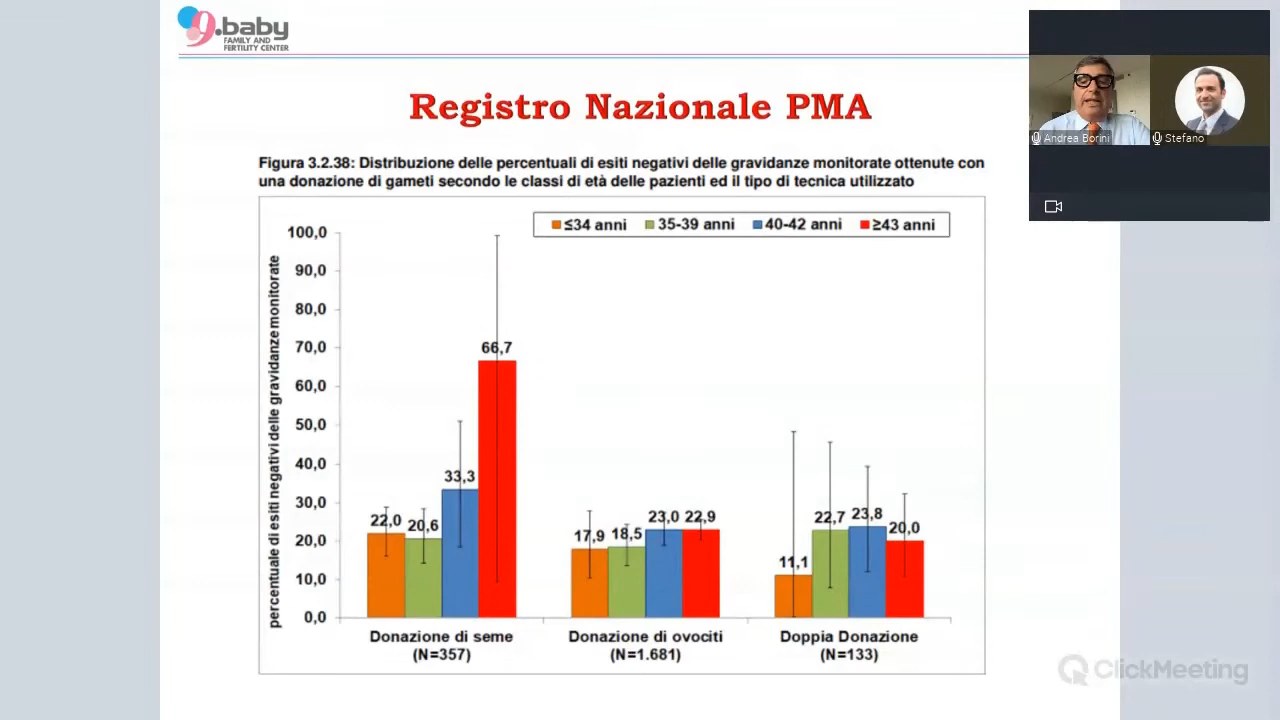 9.baby
FAMILY AND
FERTILITY CENTER
Registro Nazionale PMA
Figura 3.2.38: Distribuzione delle percentuali di esiti negativi delle gravidanze monitorate ottenute con
una donazione di gameti secondo le classi di età delle pazienti ed il tipo di tecnica utilizzato
≤34 anni 35-39 anni 40-42 anni ≥43 anni
percentuale di esiti negativi delle gravidanze monitorate
100,0
90,0
80,0
70,0
60,0
50,0
40,0
30,0
20,0
10,0
0,0
22,0 20,6 33,3 66,7
17,9 18,5 23,0 22,9
11,1 22,7 23,8 20,0
Donazione di seme
(N=357)
Donazione di ovociti
(N=1.681)
Doppia Donazione
(N=133)
Andrea Borini
Stefano
ClickMeeting